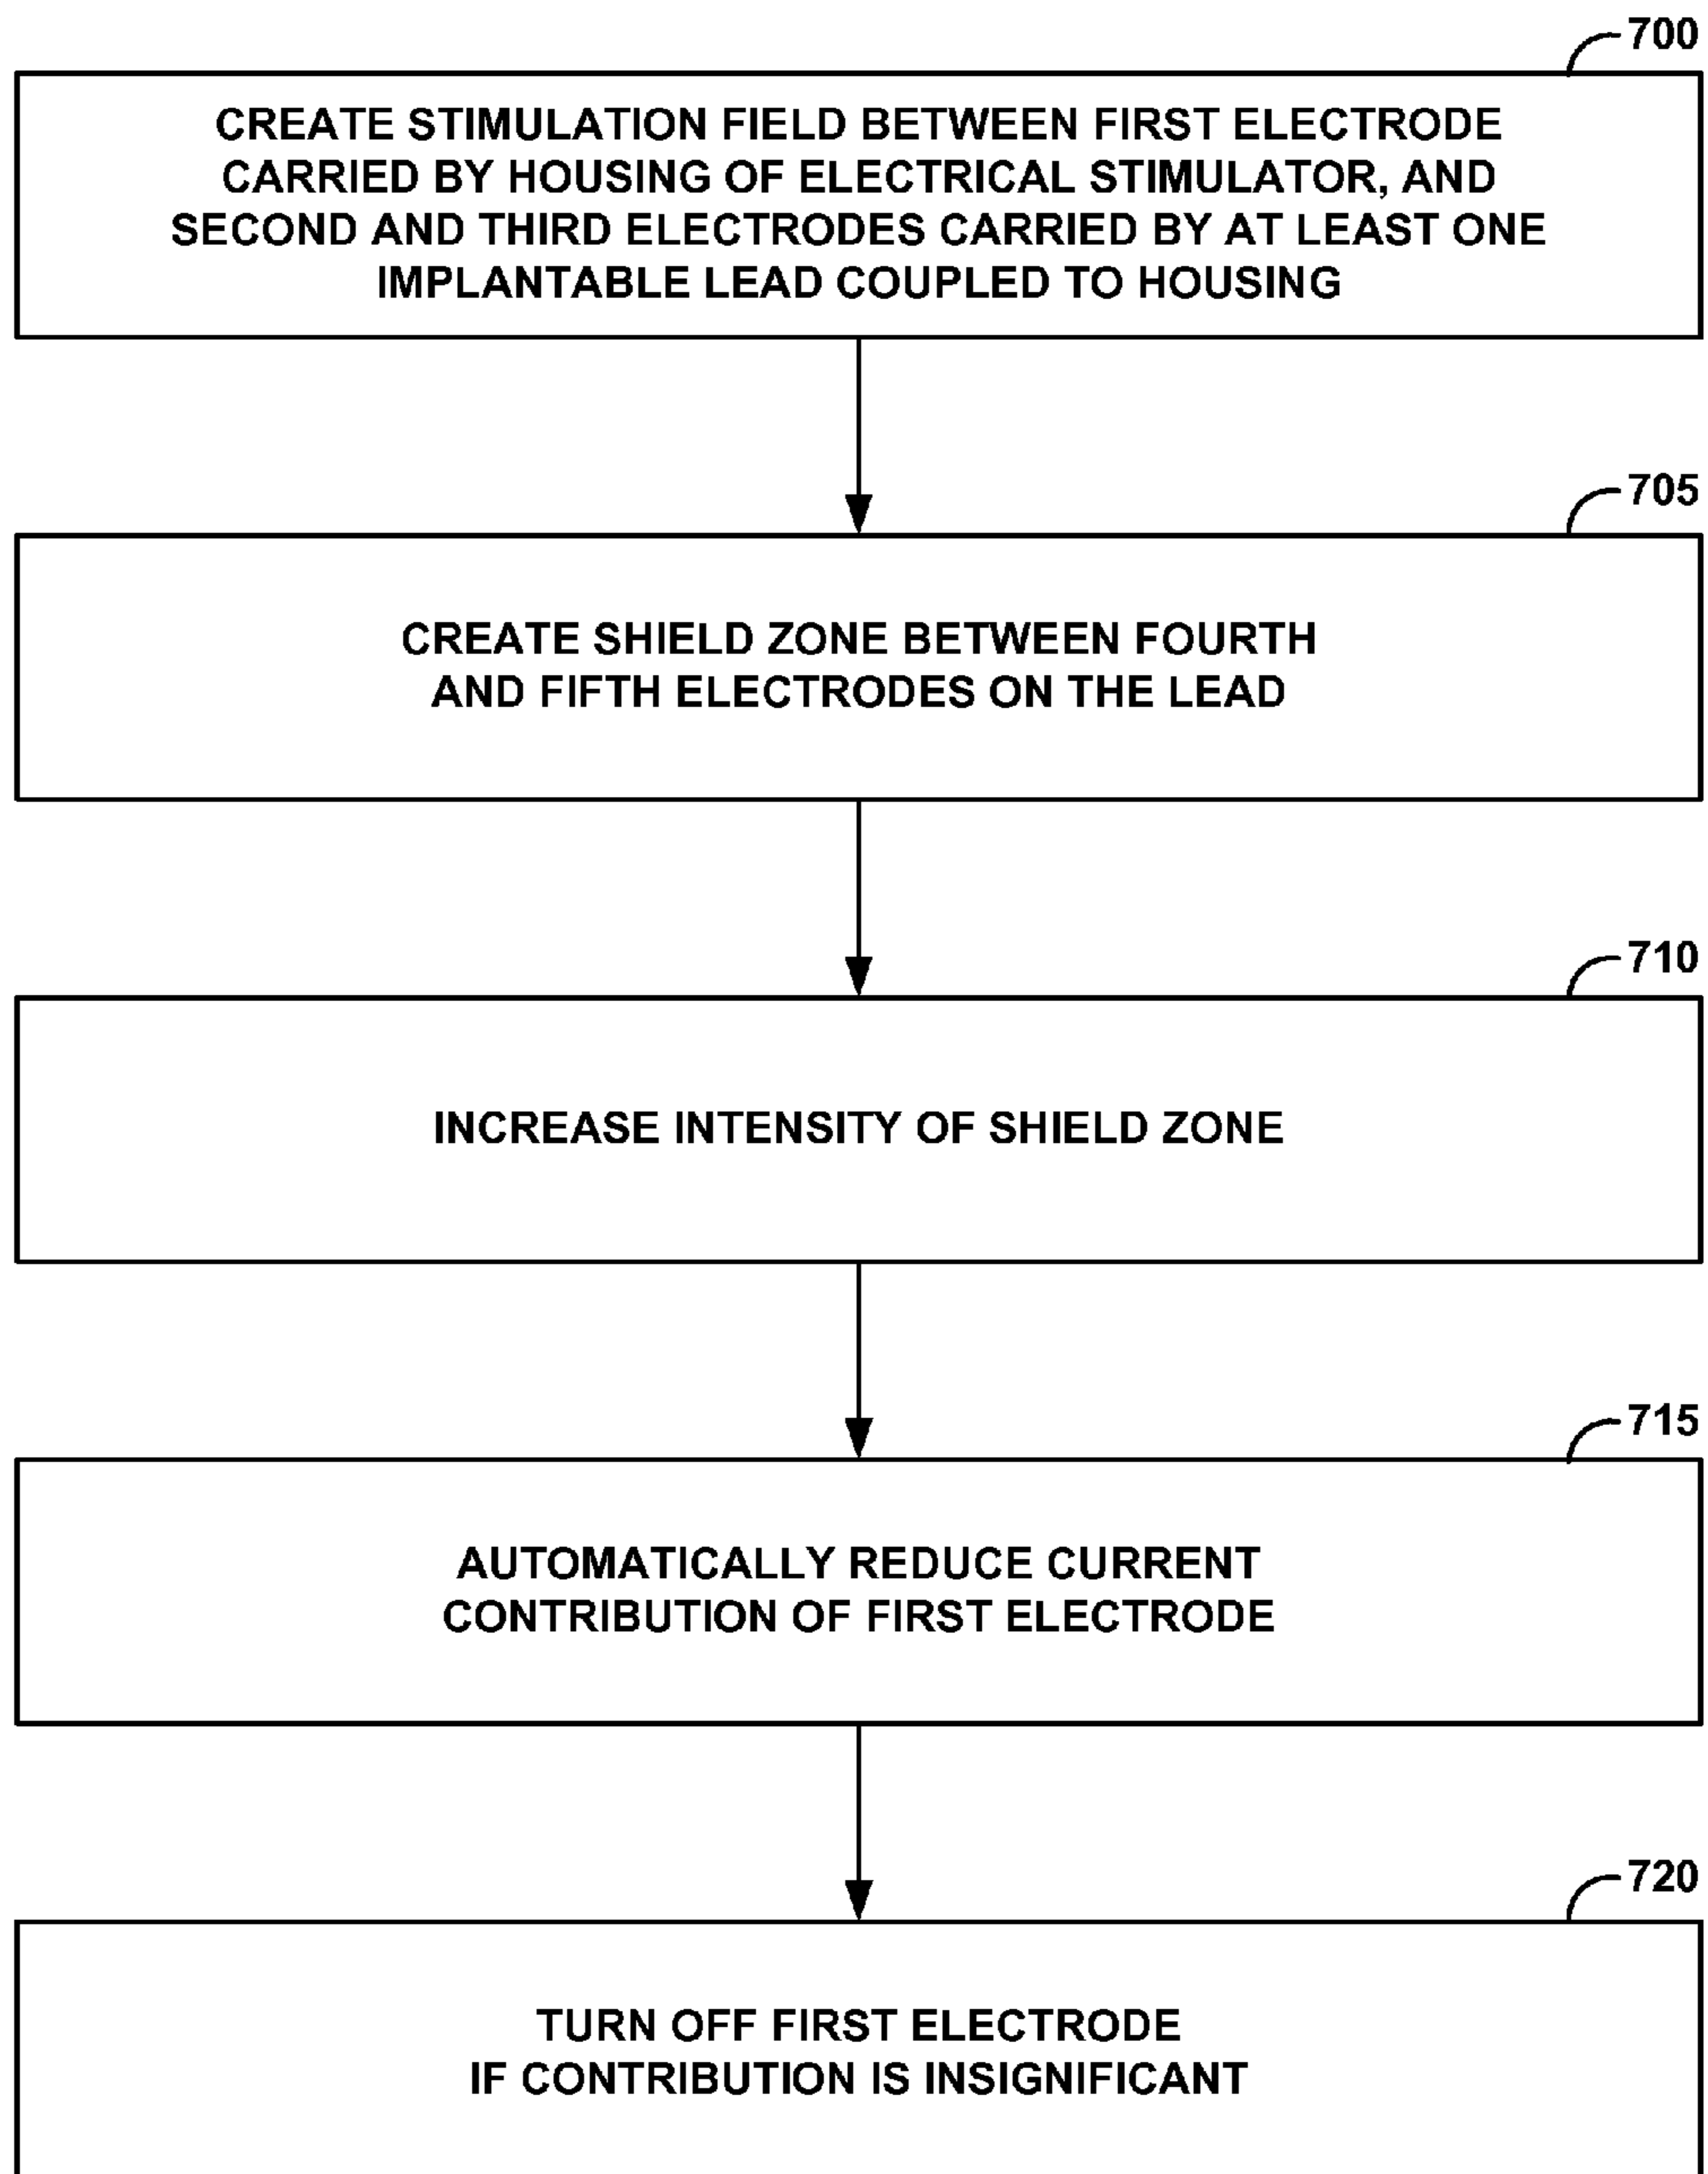 700
CREATE STIMULATION FIELD BETWEEN FIRST ELECTRODE
CARRIED BY HOUSING OF ELECTRICAL STIMULATOR, AND
SECOND AND THIRD ELECTRODES CARRIED BY AT LEAST ONE
IMPLANTABLE LEAD COUPLED TO HOUSING
705
CREATE SHIELD ZONE BETWEEN FOURTH
AND FIFTH ELECTRODES ON THE LEAD
710
INCREASE INTENSITY OF SHIELD ZONE
715
AUTOMATICALLY REDUCE CURRENT
CONTRIBUTION OF FIRST ELECTRODE
720
TURN OFF FIRST ELECTRODE
IF CONTRIBUTION IS INSIGNIFICANT